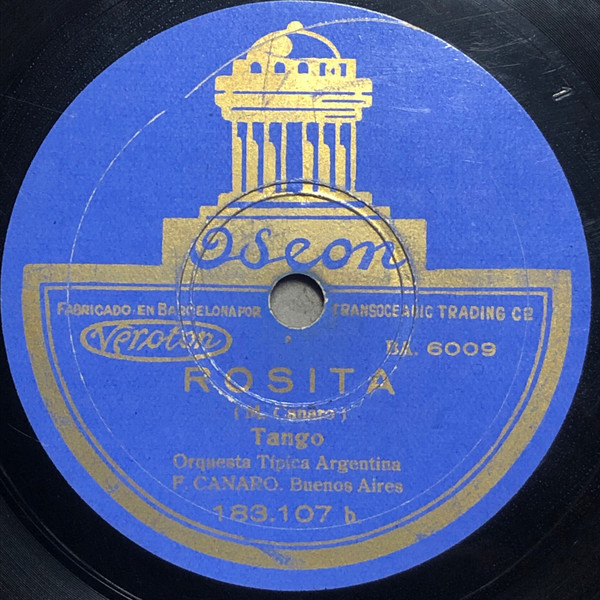 Odeon
FABRICADO·EN BARCELONA POR TRANSOCEANIC TRADING Co
Veroton
BA. 6009
ROSITA
(M. Canaro)
Tango
Orquesta Típica Argentina
F. CANARO. Buenos Aires
183.107 b